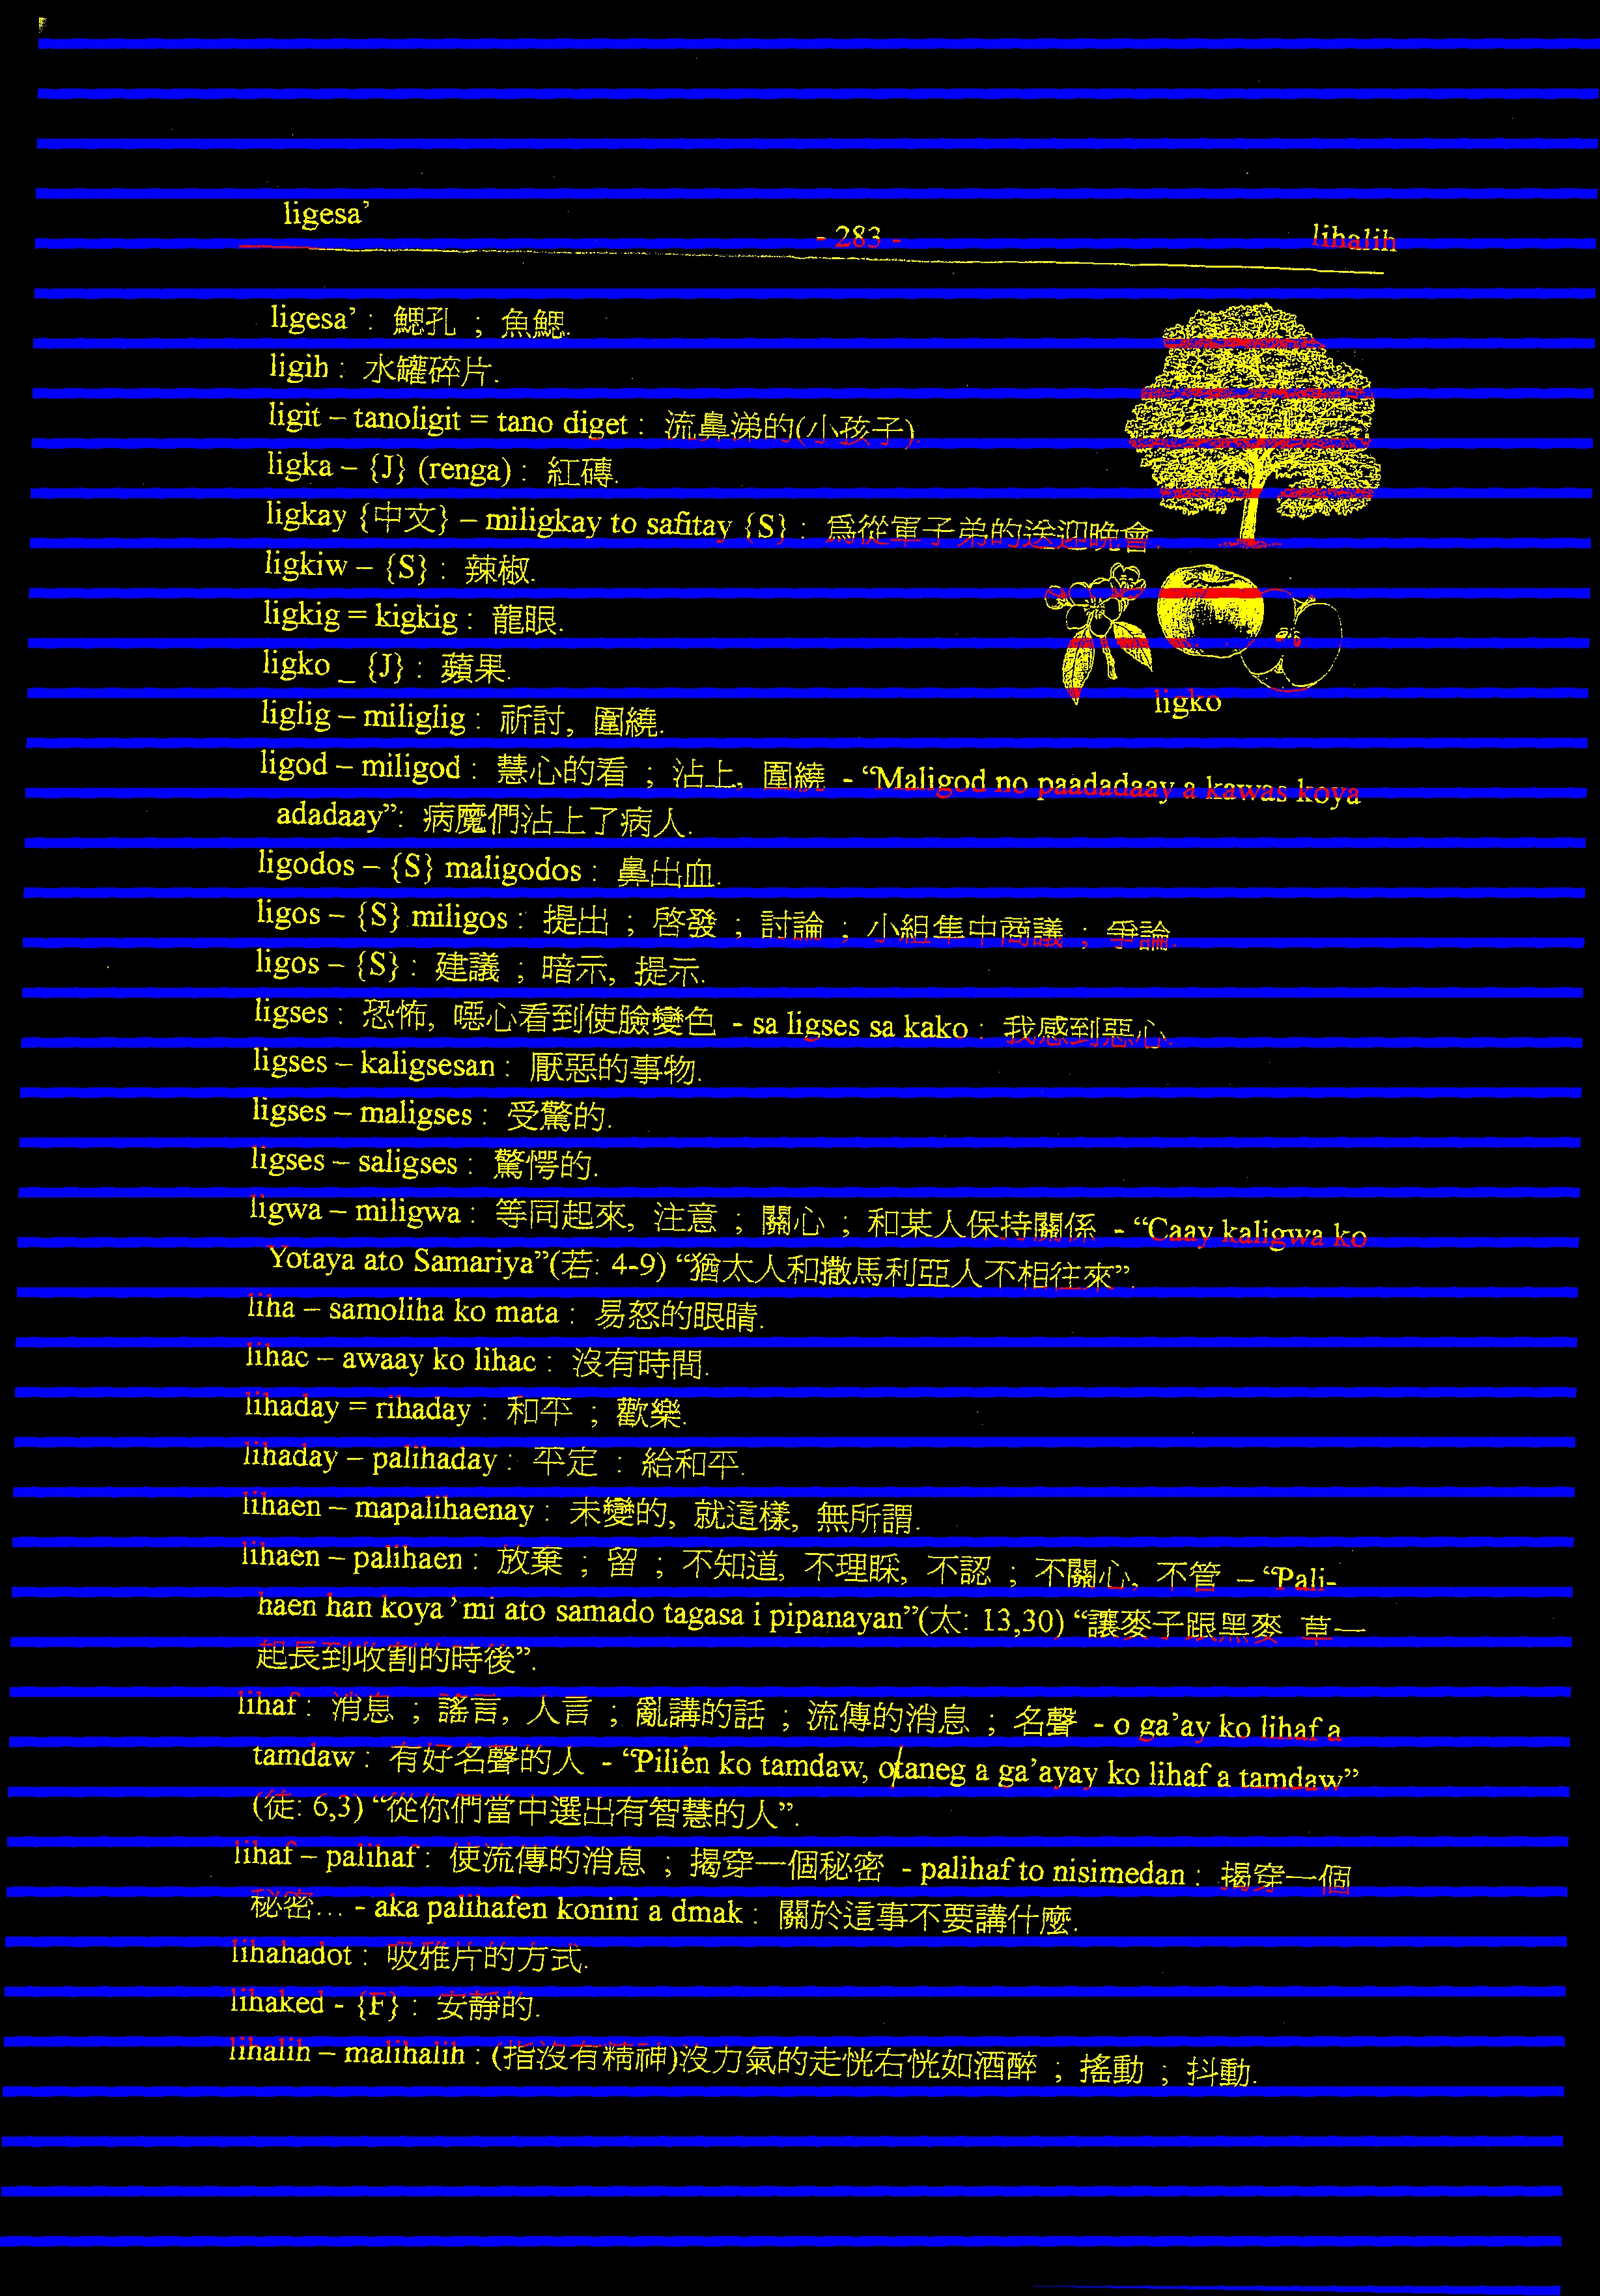 ligesa’
- 283 -
lihalih
ligesa’ : 鰓孔 ; 魚鰓.
ligih : 水罐碎片.
ligit – tanoligit = tano diget : 流鼻涕的(小孩子).
ligka – {J} (renga) : 紅磚.
ligkay {中文} – miligkay to safitay {S} : 爲從軍子弟的送迎晚會.
ligkiw – {S} : 辣椒.
ligkig = kigkig : 龍眼.
ligko _ {J} : 蘋果.
ligko
liglig – miliglig : 祈討, 圍繞.
ligod – miligod : 慧心的看 ; 沾上, 圍繞 - “Maligod no paadadaay a kawas koya
adadaay”: 病魔們沾上了病人.
ligodos – {S} maligodos : 鼻出血.
ligos – {S} miligos : 提出 ; 啓發 ; 討論 ; 小組集中商議 ; 爭論.
ligos – {S} : 建議 ; 暗示, 提示.
ligses : 恐怖, 噁心看到使臉變色 - sa ligses sa kako : 我感到惡心.
ligses – kaligsesan : 厭惡的事物.
ligses – maligses : 受驚的.
ligses – saligses : 驚愕的.
ligwa – miligwa : 等同起來, 注意 ; 關心 ; 和某人保持關係 - “Caay kaligwa ko
Yotaya ato Samariya”(若: 4-9) “猶太人和撒馬利亞人不相往來”.
liha – samoliha ko mata : 易怒的眼睛.
lihac – awaay ko lihac : 沒有時間.
lihaday = rihaday : 和平 ; 歡樂.
lihaday – palihaday : 平定 : 給和平.
lihaen – mapalihaenay : 未變的, 就這樣, 無所謂.
lihaen – palihaen : 放棄 ; 留 ; 不知道, 不理睬, 不認 ; 不關心, 不管 – “Pali-
haen han koya ’ mi ato samado tagasa i pipanayan”(太: 13,30) “讓麥子跟黑麥 草一
起長到收割的時後”.
lihaf : 消息 ; 謠言, 人言 ; 亂講的話 ; 流傳的消息 ; 名聲 - o ga’ay ko lihaf a
tamdaw : 有好名聲的人 - “Pilién ko tamdaw, o/taneg a ga’ayay ko lihaf a tamdaw”
(徒: 6,3) “從你們當中選出有智慧的人”.
lihaf – palihaf : 使流傳的消息 ; 揭穿一個秘密 - palihaf to nisimedan : 揭穿一個
秘密... - aka palihafen konini a dmak : 關於這事不要講什麼.
lihahadot : 吸雅片的方式.
lihaked - {F} : 安靜的.
lihalih – malihalih : (指沒有精神)沒力氣的走恍右恍如酒醉 ; 搖動 ; 抖動.